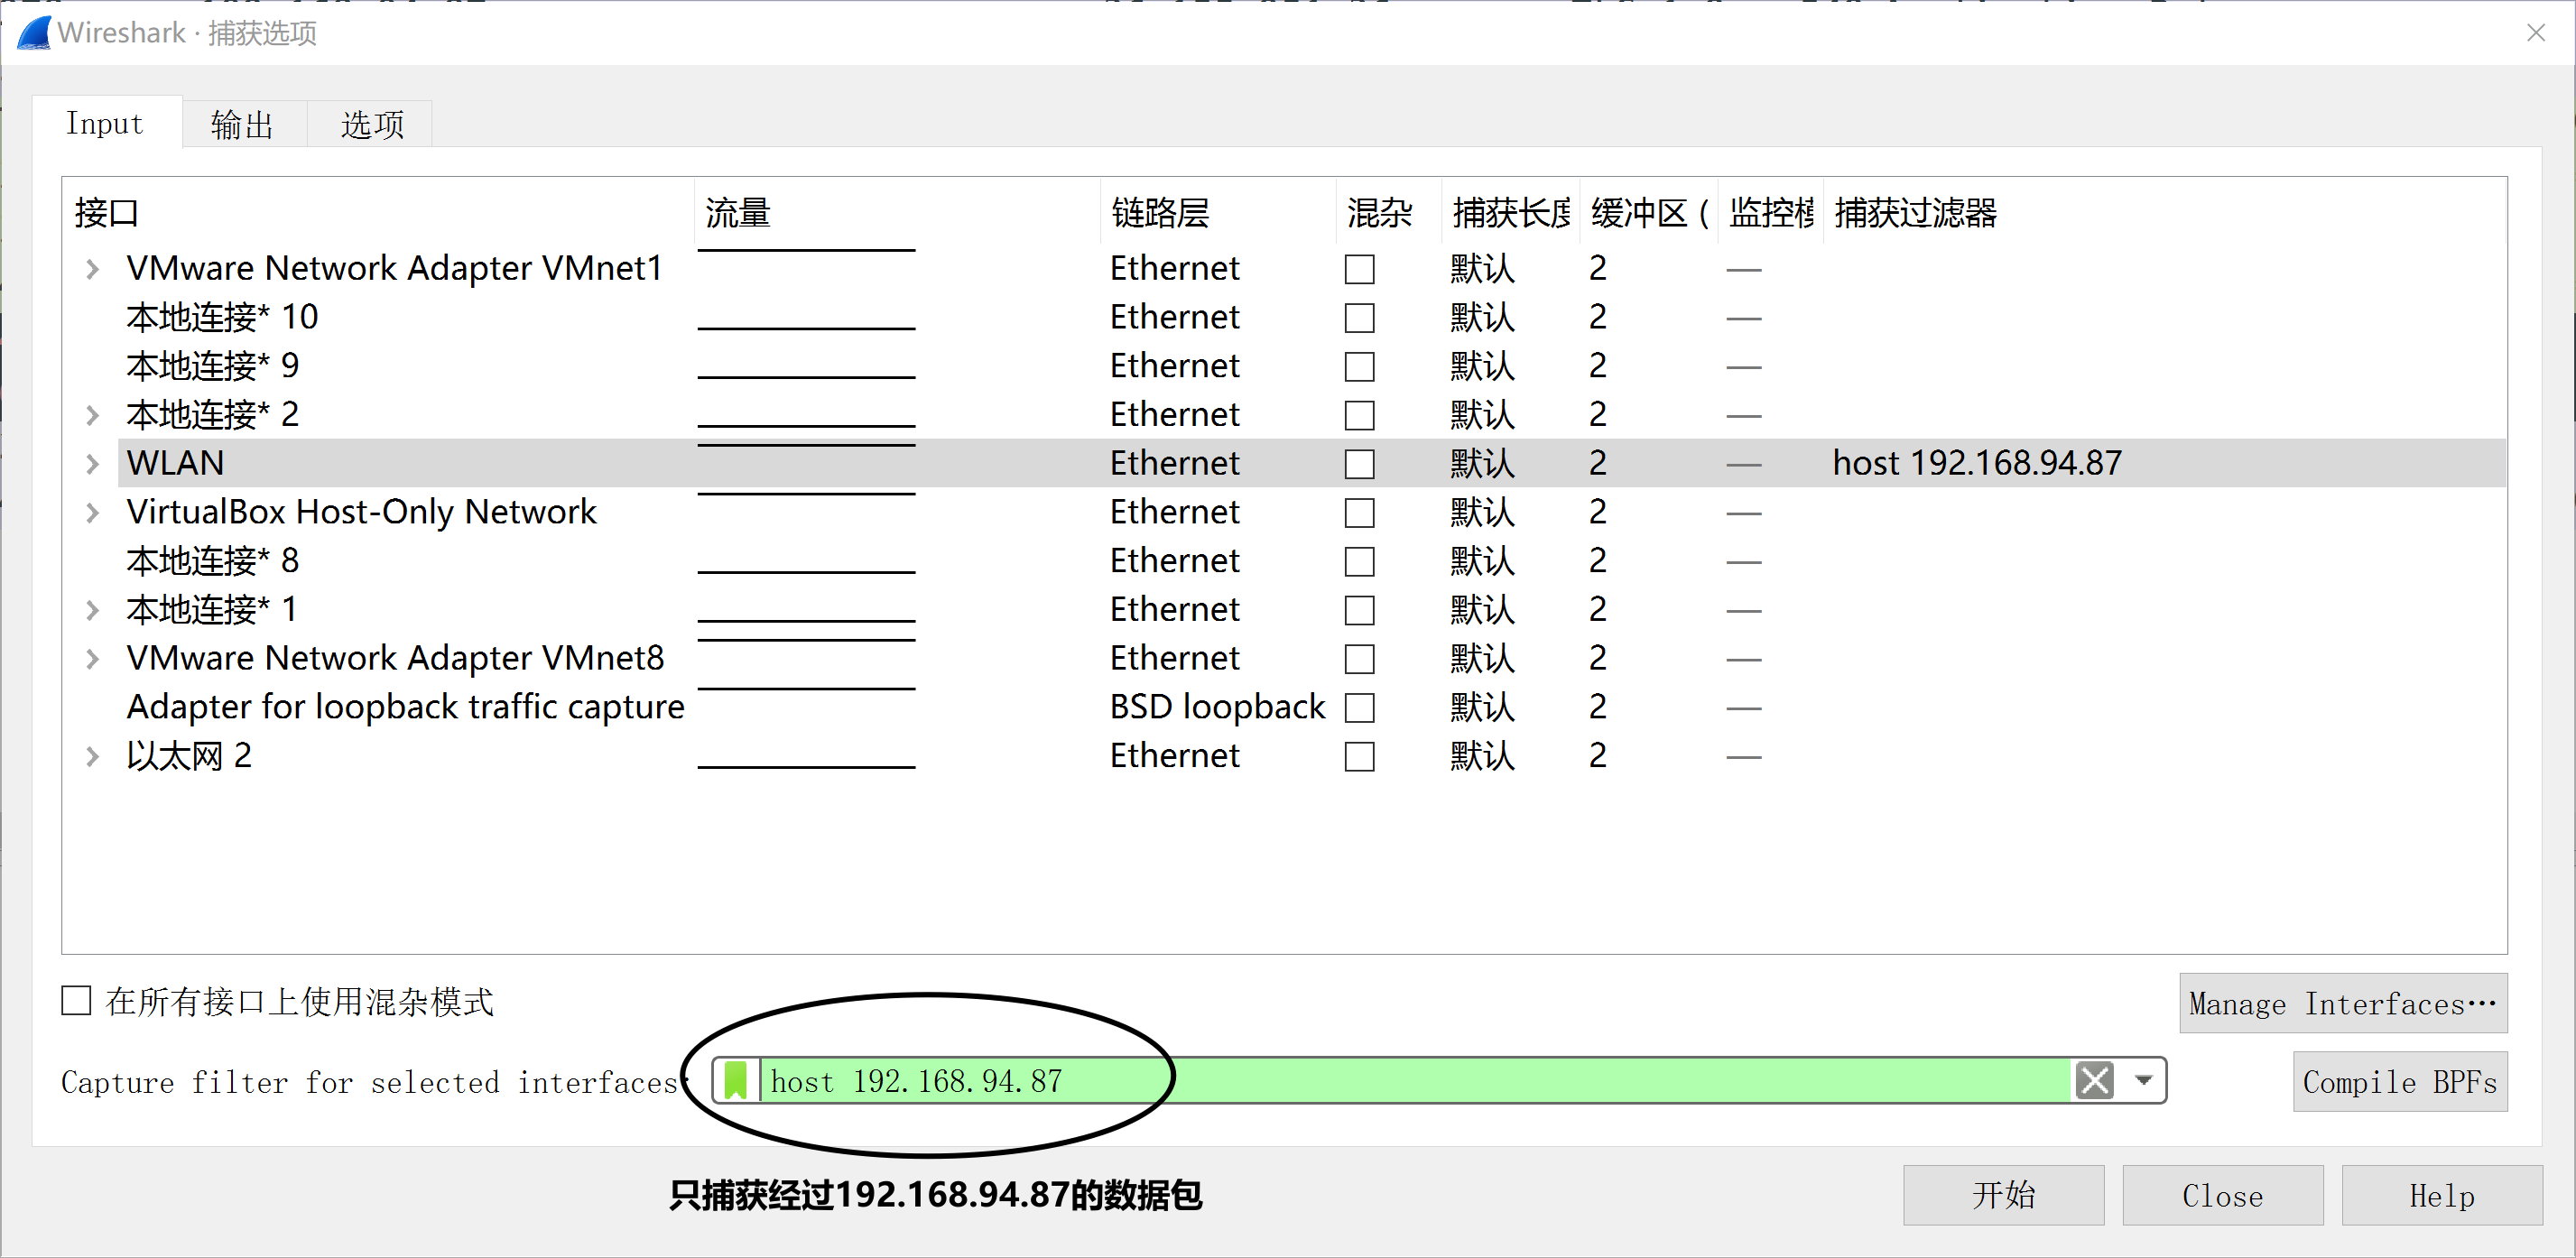 Wireshark · 捕获选项
Input 输出 选项
接口 流量 链路层 混杂 捕获长度 缓冲区 ( 监控模 捕获过滤器
VMware Network Adapter VMnet1 Ethernet 默认 2 —
本地连接* 10 Ethernet 默认 2 —
本地连接* 9 Ethernet 默认 2 —
本地连接* 2 Ethernet 默认 2 —
WLAN Ethernet 默认 2 — host 192.168.94.87
VirtualBox Host-Only Network Ethernet 默认 2 —
本地连接* 8 Ethernet 默认 2 —
本地连接* 1 Ethernet 默认 2 —
VMware Network Adapter VMnet8 Ethernet 默认 2 —
Adapter for loopback traffic capture BSD loopback 默认 2 —
以太网 2 Ethernet 默认 2 —
在所有接口上使用混杂模式 Manage Interfaces…
Capture filter for selected interfaces: host 192.168.94.87 Compile BPFs
只捕获经过192.168.94.87的数据包
开始 Close Help